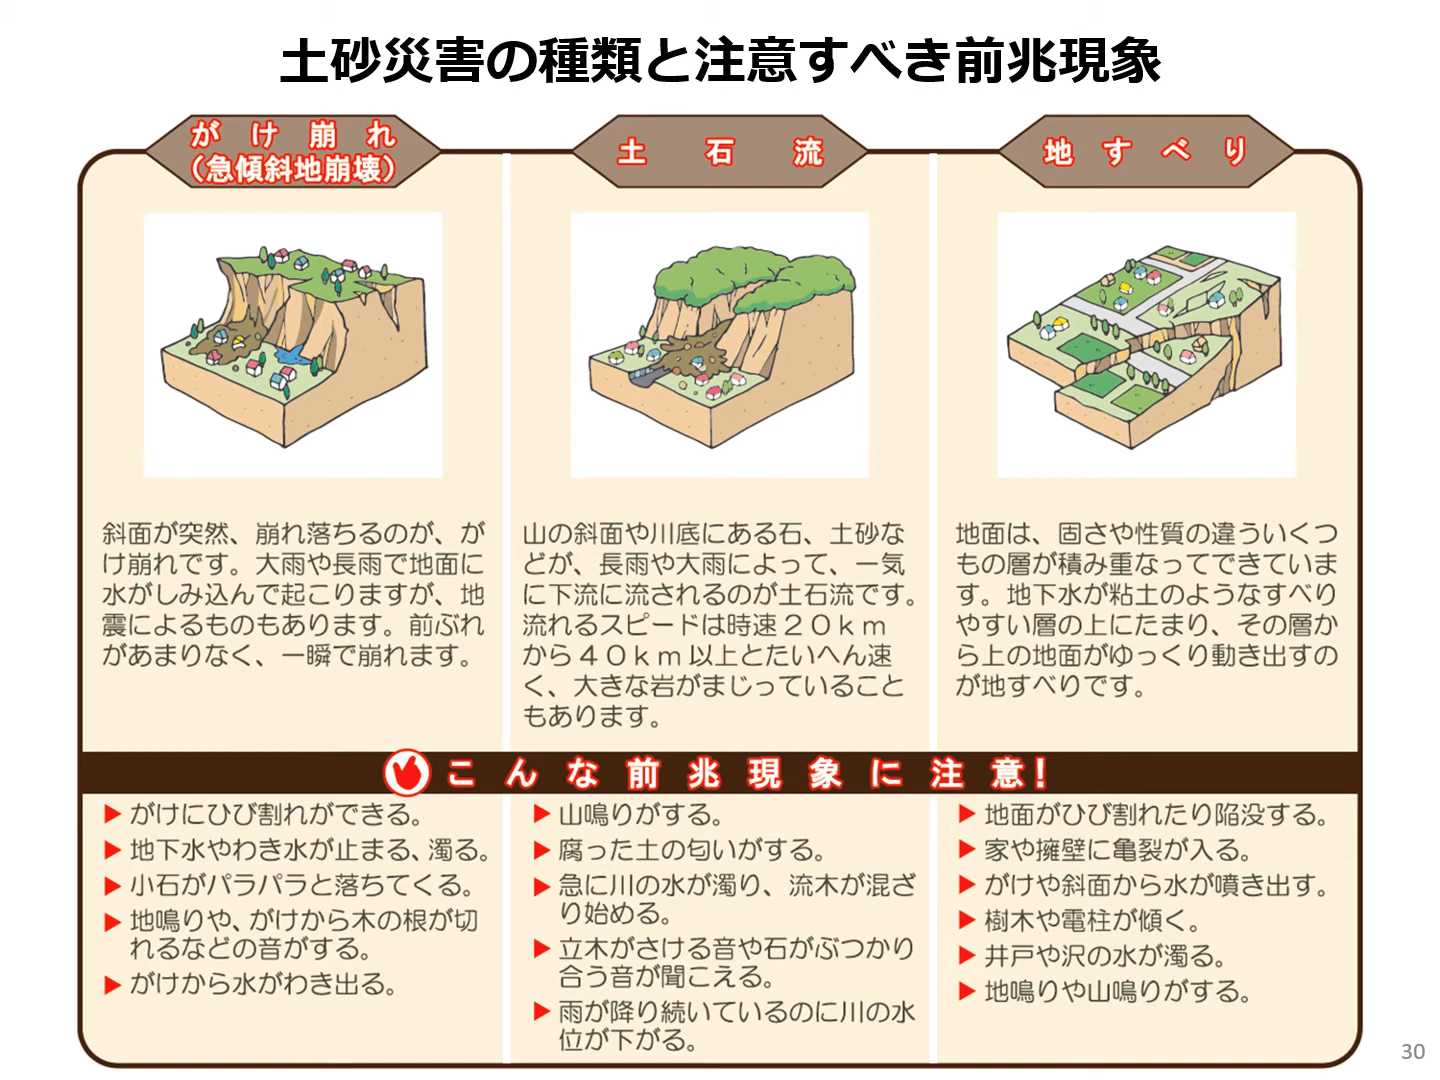 土砂災害の種類と注意すべき前兆現象
がけ崩れ
（急傾斜地崩壊）
土石流
地すべり
斜面が突然、崩れ落ちるのが、が
け崩れです。大雨や長雨で地面に
水がしみ込んで起こりますが、地
震によるものもあります。前ぶれ
があまりなく、一瞬で崩れます。
山の斜面や川底にある石、土砂な
どが、長雨や大雨によって、一気
に下流に流されるのが土石流です。
流れるスピードは時速２０ｋｍ
から４０ｋｍ以上とたいへん速
く、大きな岩がまじっていること
もあります。
地面は、固さや性質の違ういくつ
もの層が積み重なってできていま
す。地下水が粘土のようなすべり
やすい層の上にたまり、その層か
ら上の地面がゆっくり動き出すの
が地すべりです。
こんな前兆現象に注意！
▶がけにひび割れができる。
▶地下水やわき水が止まる、濁る。
▶小石がパラパラと落ちてくる。
▶地鳴りや、がけから木の根が切
れるなどの音がする。
▶がけから水がわき出る。
▶山鳴りがする。
▶腐った土の匂いがする。
▶急に川の水が濁り、流木が混ざ
り始める。
▶立木がさける音や石がぶつかり
合う音が聞こえる。
▶雨が降り続いているのに川の水
位が下がる。
▶地面がひび割れたり陥没する。
▶家や擁壁に亀裂が入る。
▶がけや斜面から水が噴き出す。
▶樹木や電柱が傾く。
▶井戸や沢の水が濁る。
▶地鳴りや山鳴りがする。
30